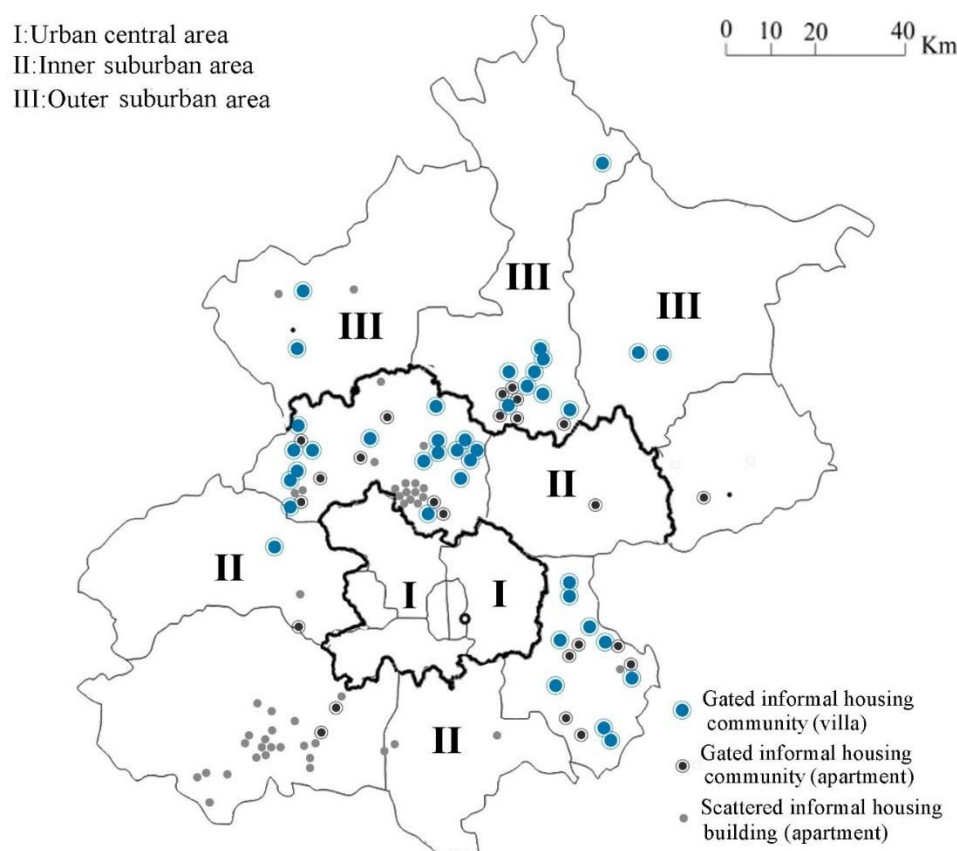 I:Urban central area
II:Inner suburban area
III:Outer suburban area
0 10 20 40 Km
III
III
III
II
II
I
I
II
Gated informal housing
community (villa)
Gated informal housing
community (apartment)
Scattered informal housing
building (apartment)